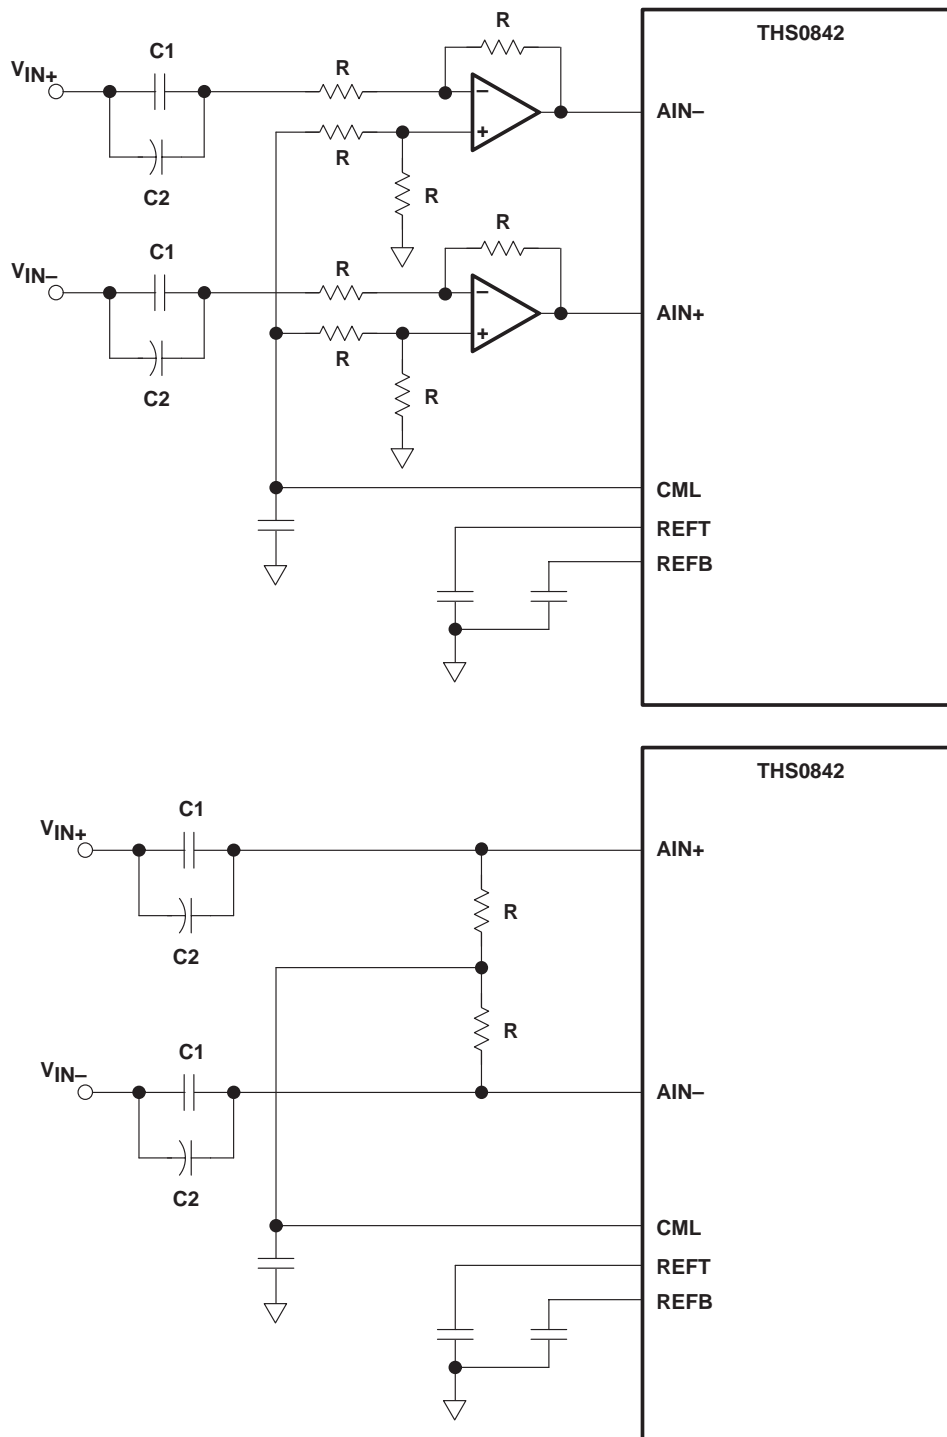 THS0842
C1
VIN+
R
R
AIN–
–
+
R
C2
R
C1
R
VIN–
R
–
+
AIN+
R
C2
R
CML
REFT
REFB
THS0842
C1
VIN+
AIN+
R
C2
R
C1
VIN–
AIN–
C2
CML
REFT
REFB